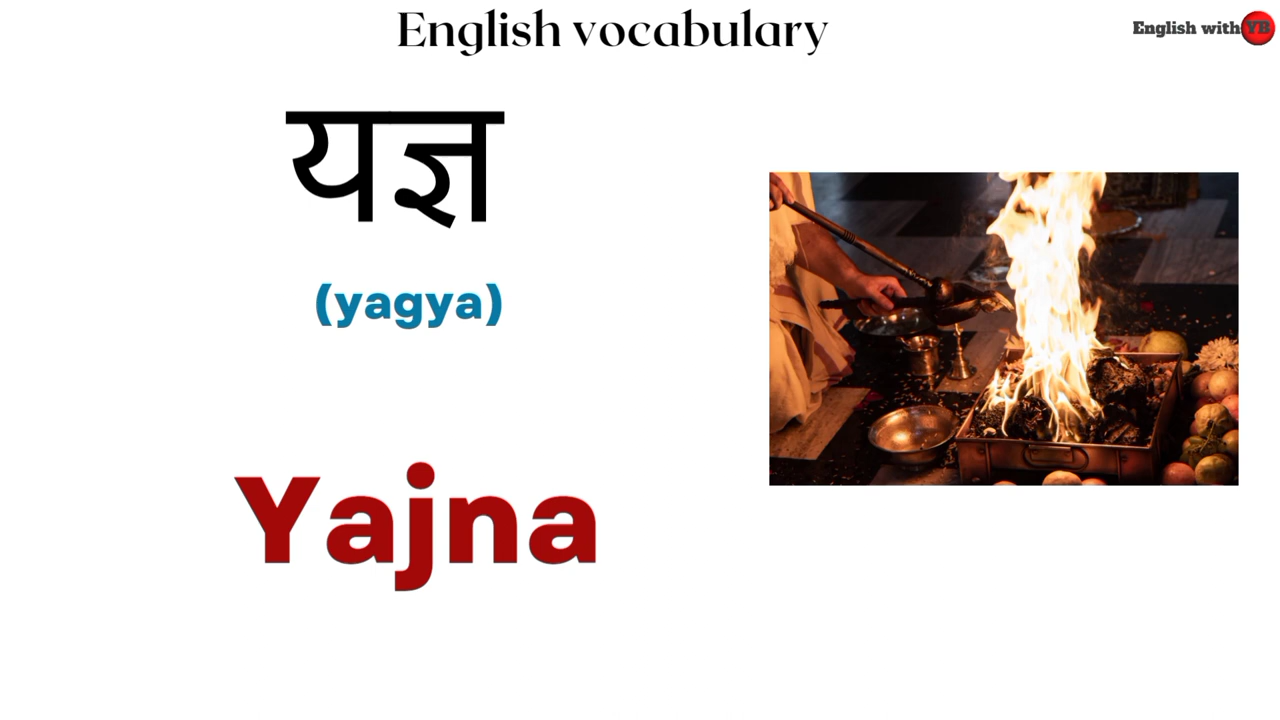 English vocabulary
English with YB
यज्ञ
(yagya)
Yajna